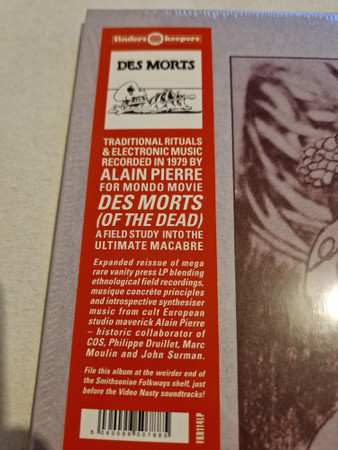 finders keepers
DES MORTS
TRADITIONAL RITUALS
& ELECTRONIC MUSIC
RECORDED IN 1979 BY
ALAIN PIERRE
FOR MONDO MOVIE
DES MORTS
(OF THE DEAD)
A FIELD STUDY INTO THE
ULTIMATE MACABRE
Expanded reissue of mega
rare vanity press LP blending
ethnological field recordings,
musique concréte principles
and introspective synthesiser
music from cult European
studio maverick Alain Pierre
– historic collaborator of
COS, Philippe Druillet, Marc
Moulin and John Surman.
File this album at the weirder end of
the Smithsonian Folkways shelf, just
before the Video Nasty soundtracks!
FKR114LP